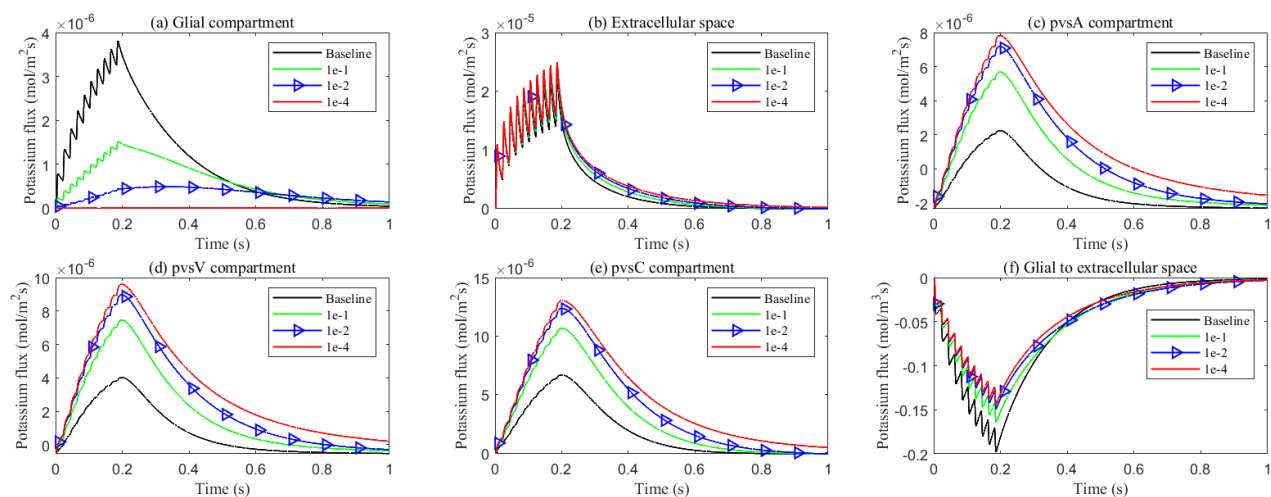 (a) Glial compartment
×10⁻⁶
Potassium flux (mol/m²s)
4
3
2
1
0
0 0.2 0.4 0.6 0.8 1
Time (s)
Baseline
1e-1
1e-2
1e-4
(b) Extracellular space
×10⁻⁵
Potassium flux (mol/m²s)
3
2
1
0
0 0.2 0.4 0.6 0.8 1
Time (s)
Baseline
1e-1
1e-2
1e-4
(c) pvsA compartment
×10⁻⁶
Potassium flux (mol/m²s)
8
6
4
2
0
-2
0 0.2 0.4 0.6 0.8 1
Time (s)
Baseline
1e-1
1e-2
1e-4
(d) pvsV compartment
×10⁻⁶
Potassium flux (mol/m²s)
10
8
6
4
2
0
0 0.2 0.4 0.6 0.8 1
Time (s)
Baseline
1e-1
1e-2
1e-4
(e) pvsC compartment
×10⁻⁶
Potassium flux (mol/m²s)
15
10
5
0
0 0.2 0.4 0.6 0.8 1
Time (s)
Baseline
1e-1
1e-2
1e-4
(f) Glial to extracellular space
Potassium flux (mol/m³s)
0
-0.05
-0.1
-0.15
-0.2
0 0.2 0.4 0.6 0.8 1
Time (s)
Baseline
1e-1
1e-2
1e-4